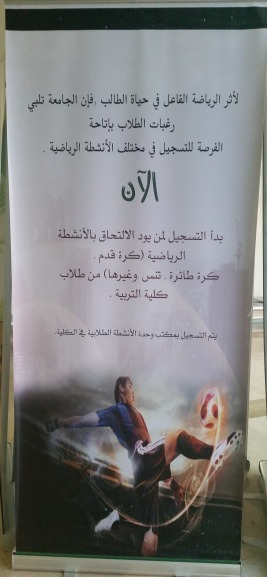 لأثر الرياضة الفاعل في حياة الطالب ,فإن الجامعة تلبي
رغبات الطلاب بإتاحة
الفرصة للتسجيل في مختلف الأنشطة الرياضية .
الآن
بدأ التسجيل لمن يود الالتحاق بالأنشطة
الرياضية (كرة قدم .
كرة طائرة . تنس وغيرها) من طلاب
كلية التربية .
يتم التسجيل بمكتب وحدة الأنشطة الطلابية في الكلية.